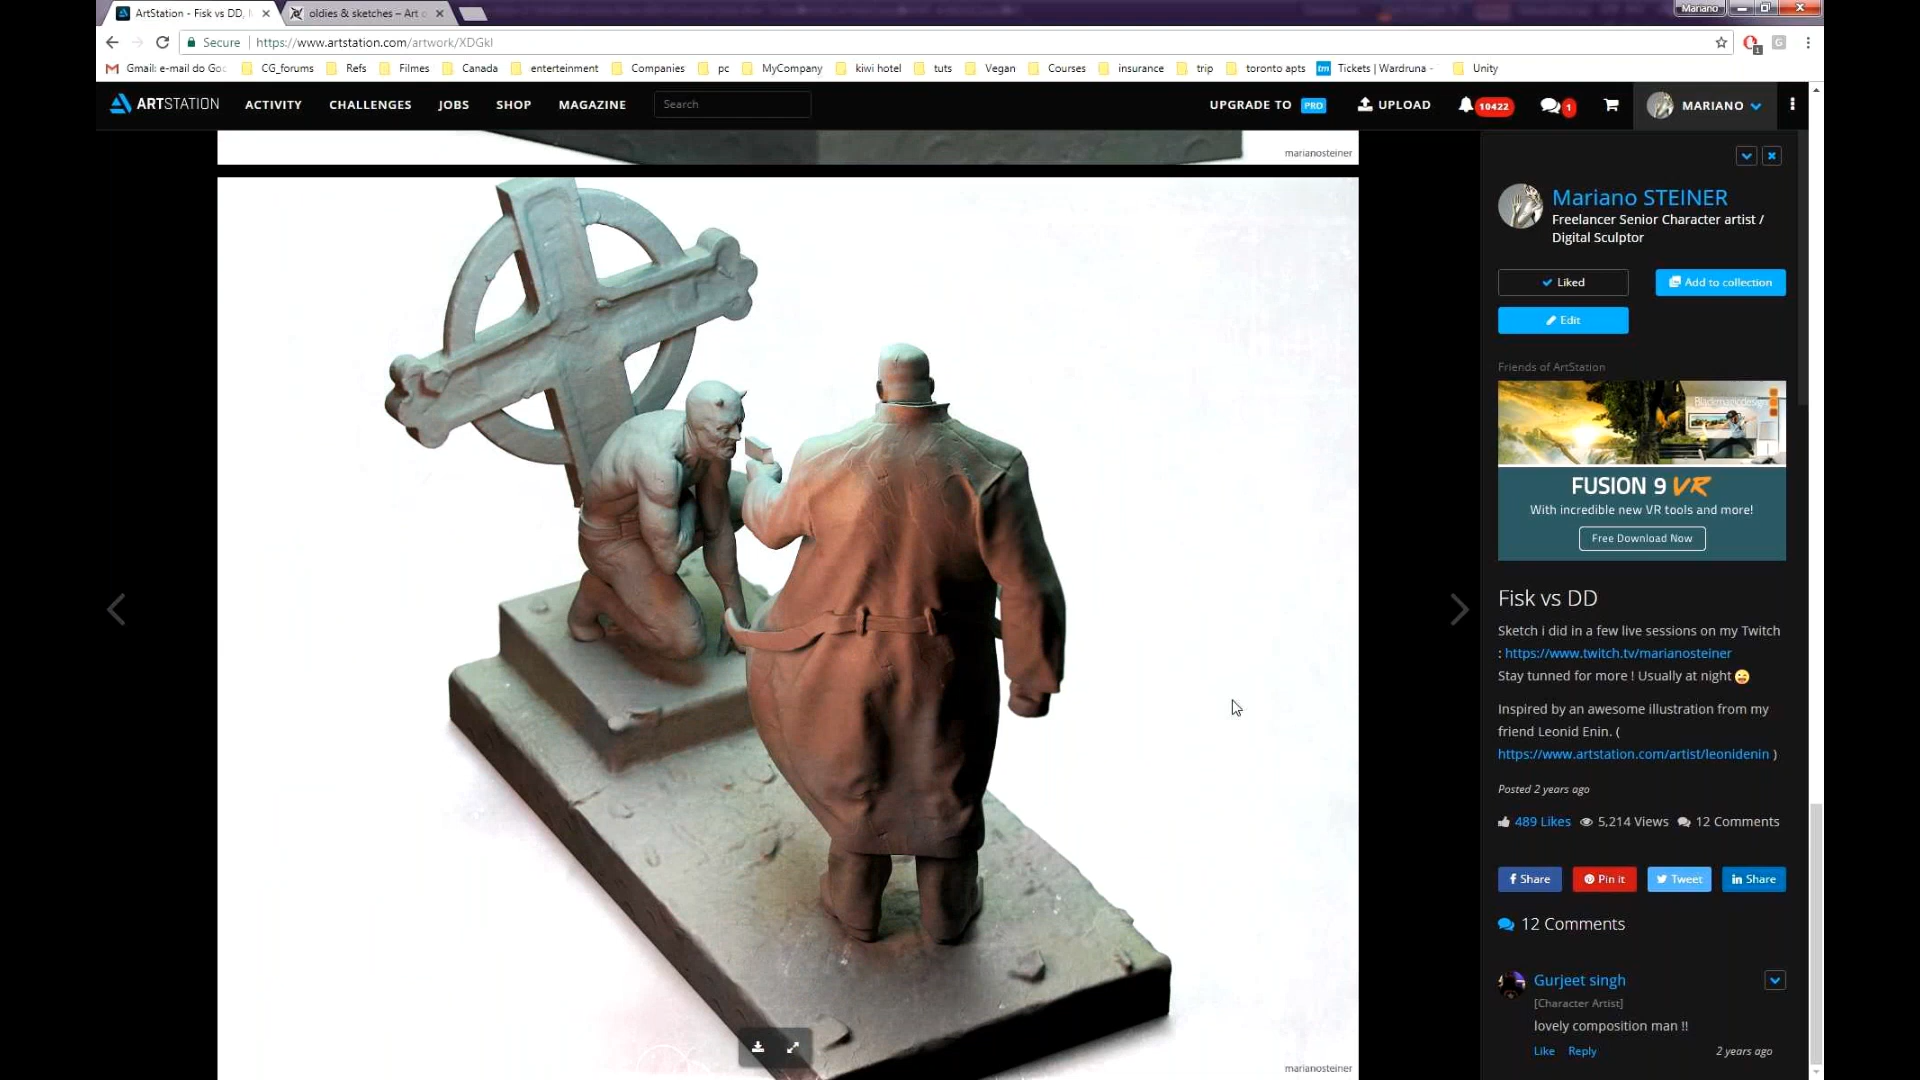 ArtStation - Fisk vs DD,
oldies & sketches – Art
Mariano
Secure
https://www.artstation.com/artwork/XDGkl
Gmail: e-mail do Goo
CG_forums
Refs
Filmes
Canada
enterteinment
Companies
pc
MyCompany
kiwi hotel
tuts
Vegan
Courses
insurance
trip
toronto apts
tm
Tickets | Wardruna -
Unity
ARTSTATION
ACTIVITY
CHALLENGES
JOBS
SHOP
MAGAZINE
Search
UPGRADE TO PRO
UPLOAD
10422
1
MARIANO
marianosteiner
Mariano STEINER
Freelancer Senior Character artist /
Digital Sculptor
Liked
Add to collection
Edit
Friends of ArtStation
Blackmagicdesign
FUSION 9 VR
With incredible new VR tools and more!
Free Download Now
Fisk vs DD
Sketch i did in a few live sessions on my Twitch
: https://www.twitch.tv/marianosteiner
Stay tunned for more ! Usually at night
Inspired by an awesome illustration from my
friend Leonid Enin. (
https://www.artstation.com/artist/leonidenin )
Posted 2 years ago
489 Likes
5,214 Views
12 Comments
Share
Pin it
Tweet
Share
12 Comments
Gurjeet singh
[Character Artist]
lovely composition man !!
Like
Reply
2 years ago
marianosteiner